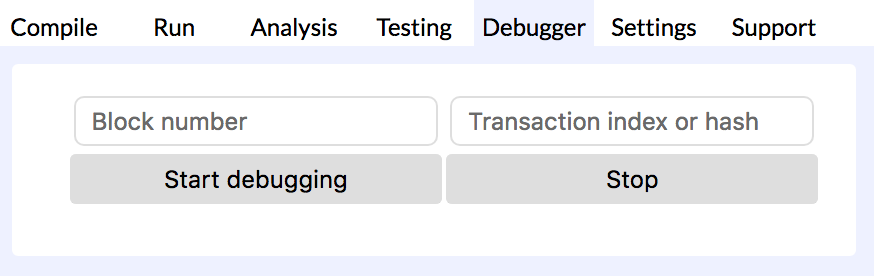 Compile Run Analysis Testing Debugger Settings Support
Block number Transaction index or hash
Start debugging Stop